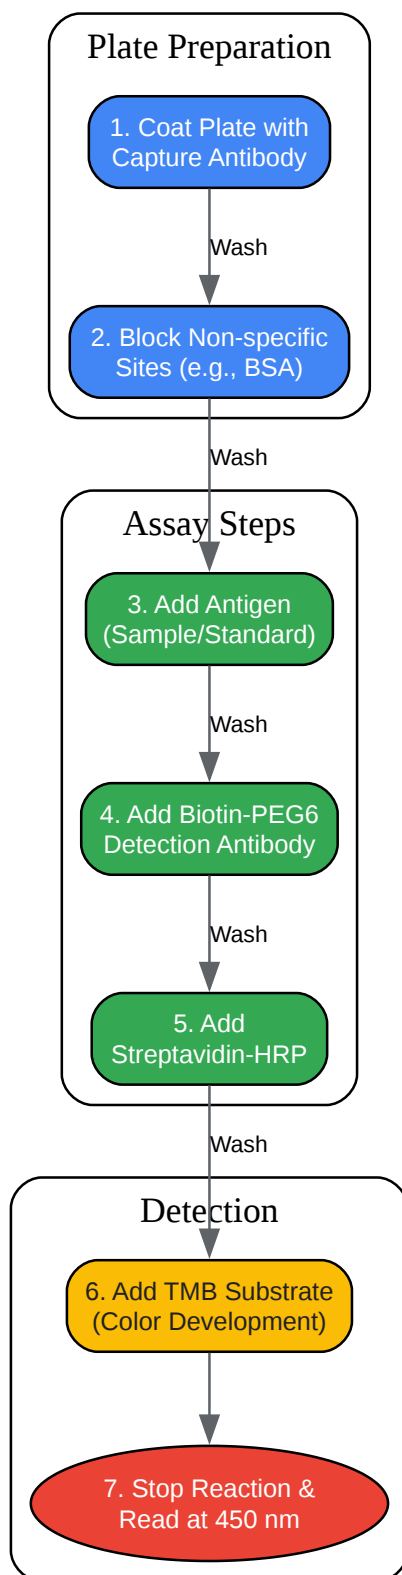 Plate Preparation
1. Coat Plate with
Capture Antibody
Wash
2. Block Non-specific
Sites (e.g., BSA)
Wash
Assay Steps
3. Add Antigen
(Sample/Standard)
Wash
4. Add Biotin-PEG6
Detection Antibody
Wash
5. Add
Streptavidin-HRP
Wash
Detection
6. Add TMB Substrate
(Color Development)
7. Stop Reaction &
Read at 450 nm